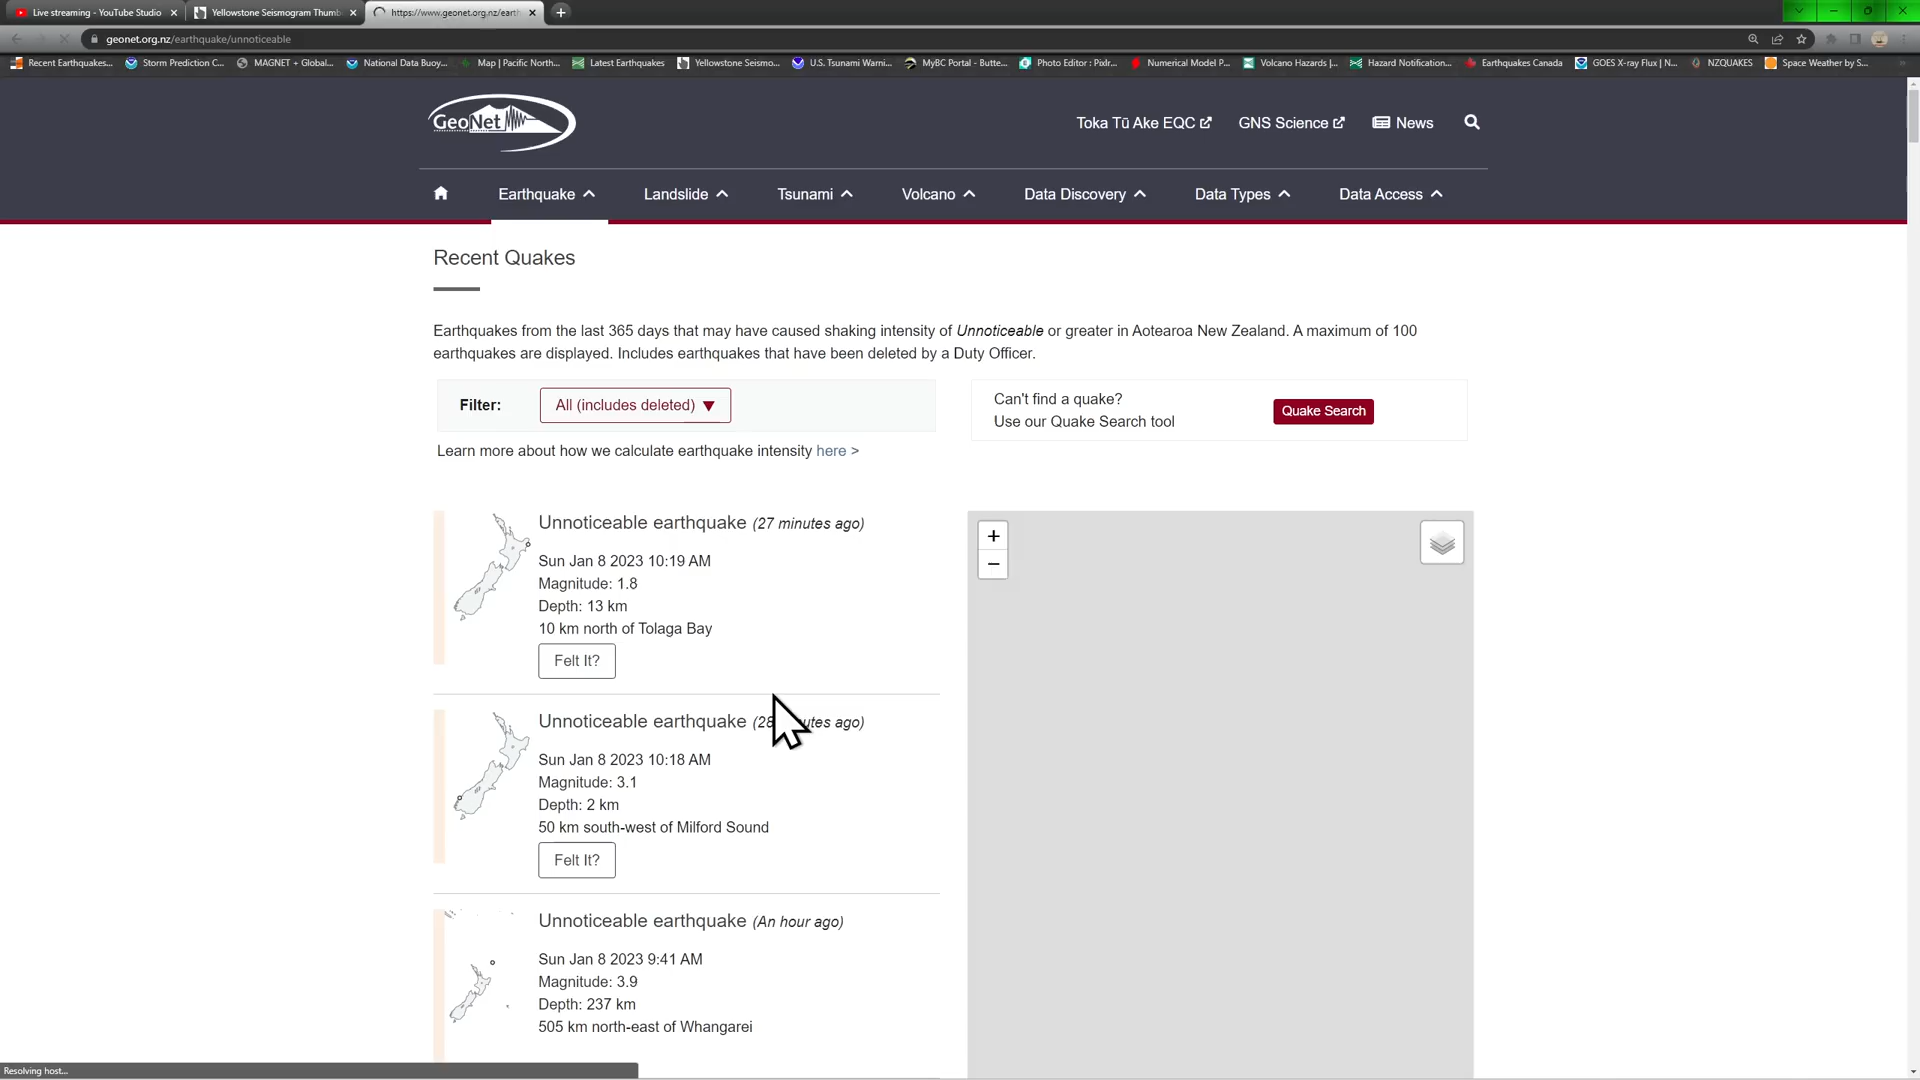 Live streaming - YouTube Studio
Yellowstone Seismogram Thumb
https://www.geonet.org.nz/earth
geonet.org.nz/earthquake/unnoticeable
Recent Earthquakes...
Storm Prediction C...
MAGNET + Global...
National Data Buoy...
Map | Pacific North...
Latest Earthquakes
Yellowstone Seismo...
U.S. Tsunami Warni...
MyBC Portal - Butte...
Photo Editor : Pixlr...
Numerical Model P...
Volcano Hazards |...
Hazard Notification...
Earthquakes Canada
GOES X-ray Flux | N...
NZQUAKES
Space Weather by S...
GeoNet
Toka Tū Ake EQC
GNS Science
News
Earthquake
Landslide
Tsunami
Volcano
Data Discovery
Data Types
Data Access
Recent Quakes
Earthquakes from the last 365 days that may have caused shaking intensity of Unnoticeable or greater in Aotearoa New Zealand. A maximum of 100
earthquakes are displayed. Includes earthquakes that have been deleted by a Duty Officer.
Filter:
All (includes deleted) ▼
Can't find a quake?
Use our Quake Search tool
Quake Search
Learn more about how we calculate earthquake intensity here >
Unnoticeable earthquake (27 minutes ago)
Sun Jan 8 2023 10:19 AM
Magnitude: 1.8
Depth: 13 km
10 km north of Tolaga Bay
Felt It?
+
−
Unnoticeable earthquake ago)
Sun Jan 8 2023 10:18 AM
Magnitude: 3.1
Depth: 2 km
50 km south-west of Milford Sound
Felt It?
Unnoticeable earthquake (An hour ago)
Sun Jan 8 2023 9:41 AM
Magnitude: 3.9
Depth: 237 km
505 km north-east of Whangarei
Resolving host...